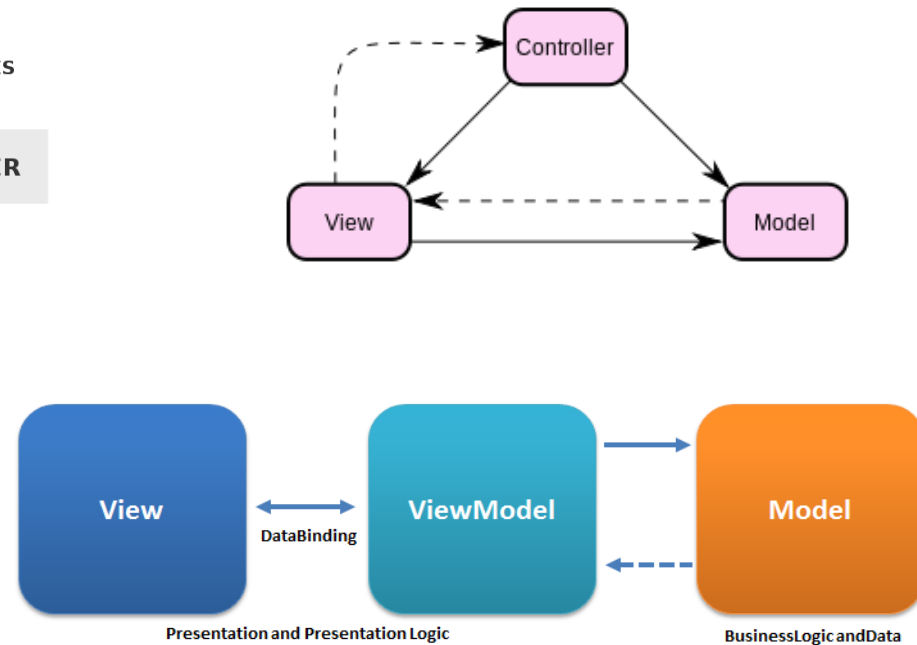 Controller
View
Model
View
ViewModel
Model
DataBinding
Presentation and Presentation Logic
BusinessLogic andData